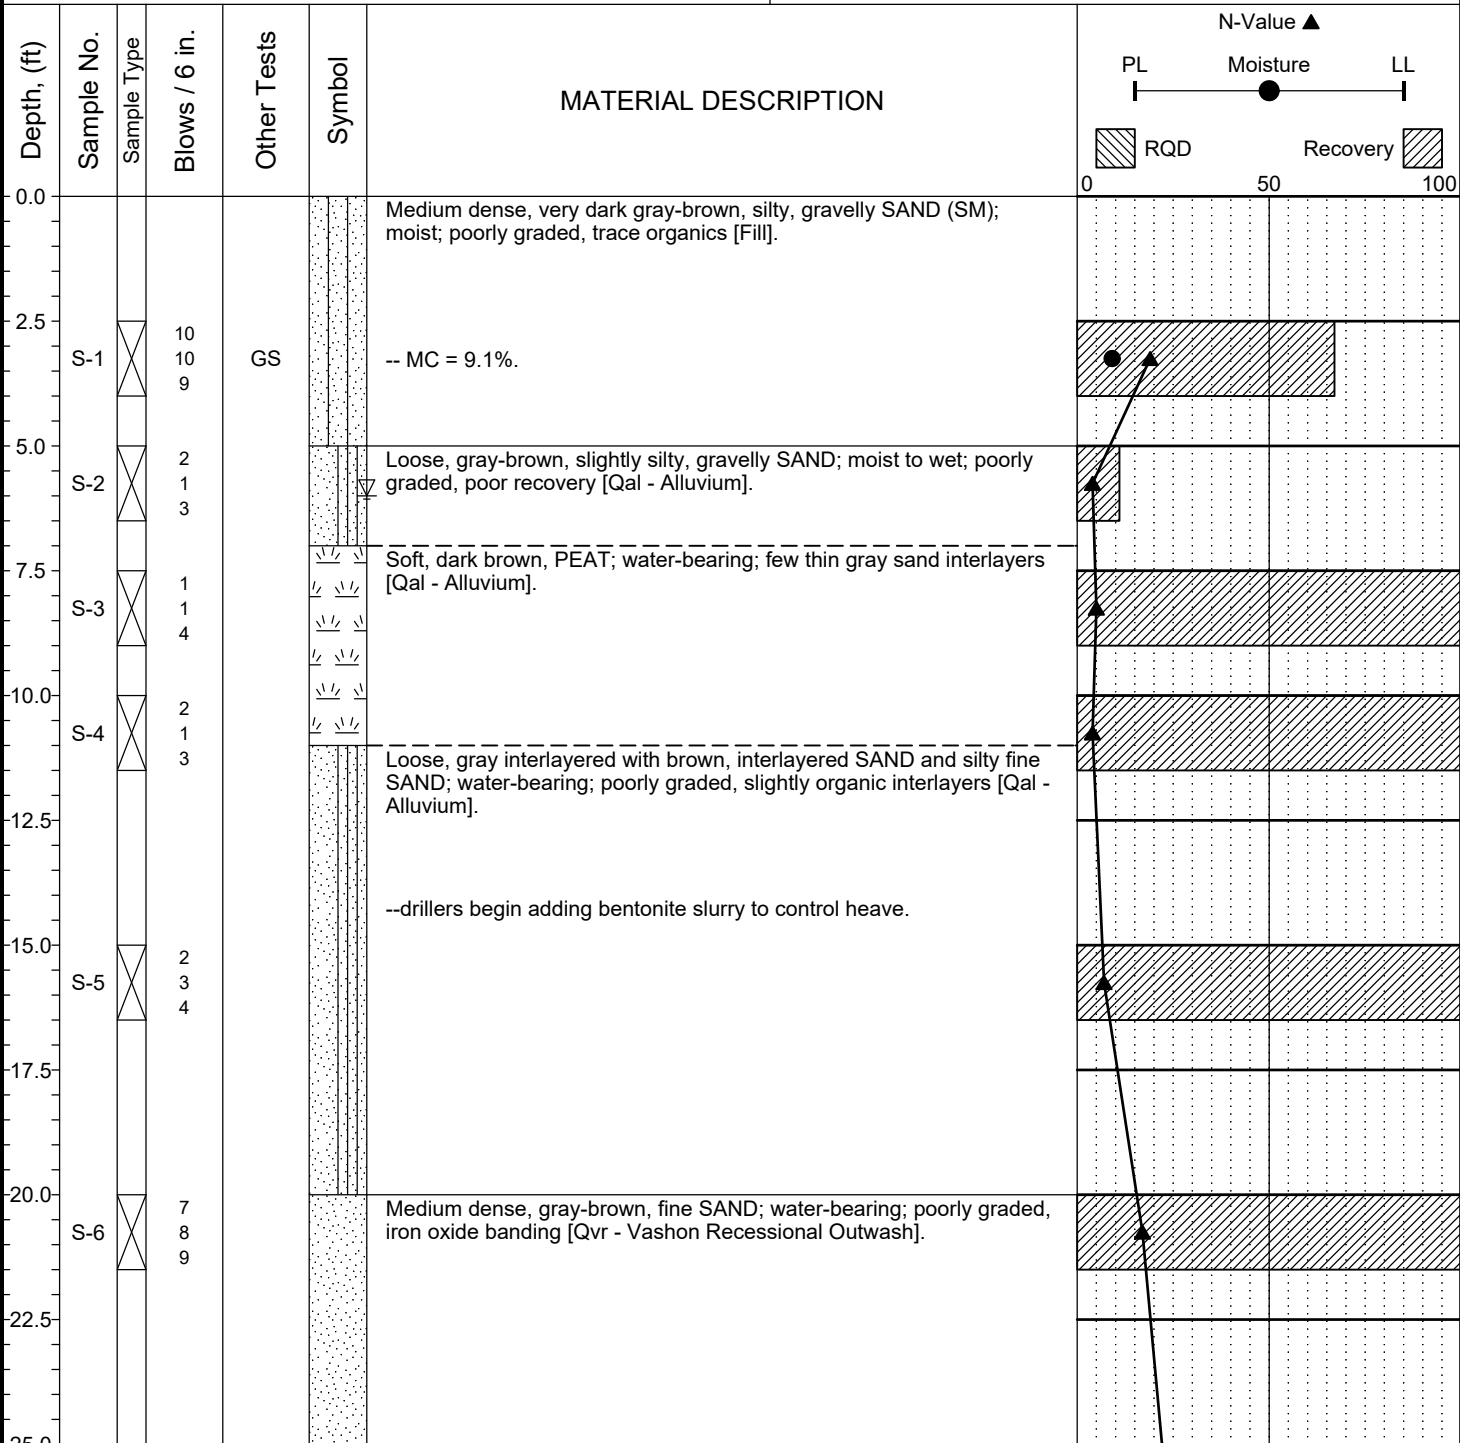 Depth, (ft)
Sample No.
Sample Type
Blows / 6 in.
Other Tests
Symbol
MATERIAL DESCRIPTION
N-Value ▲
PL Moisture LL
RQD Recovery
0 50 100
0.0
Medium dense, very dark gray-brown, silty, gravelly SAND (SM);
moist; poorly graded, trace organics [Fill].
2.5
10
S-1 10 GS -- MC = 9.1%.
9
5.0
2 Loose, gray-brown, slightly silty, gravelly SAND; moist to wet; poorly
S-2 1 graded, poor recovery [Qal - Alluvium].
3
Soft, dark brown, PEAT; water-bearing; few thin gray sand interlayers
7.5
1 [Qal - Alluvium].
S-3 1
4
10.0
2
S-4 1
3 Loose, gray interlayered with brown, interlayered SAND and silty fine
SAND; water-bearing; poorly graded, slightly organic interlayers [Qal -
Alluvium].
12.5
--drillers begin adding bentonite slurry to control heave.
15.0
2
S-5 3
4
17.5
20.0
7 Medium dense, gray-brown, fine SAND; water-bearing; poorly graded,
S-6 8 iron oxide banding [Qvr - Vashon Recessional Outwash].
9
22.5
25.0